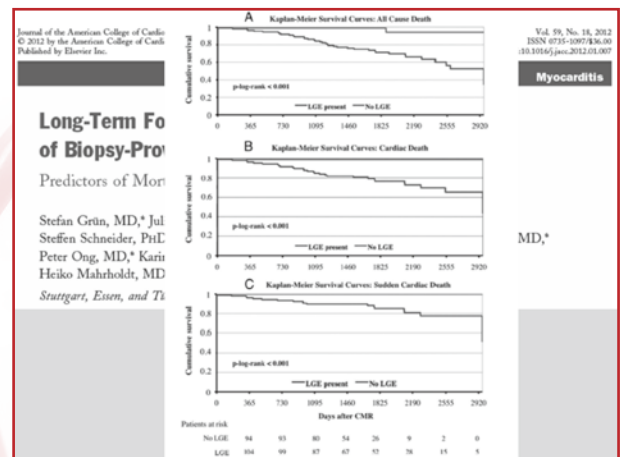 Journal of the American College of Cardio
© 2012 by the American College of Cardi
Published by Elsevier Inc.
Vol. 59, No. 18, 2012
ISSN 0735-1097/$36.00
:10.1016/j.jacc.2012.01.007
Myocarditis
Long-Term Fo
of Biopsy-Prov
Predictors of Mort
Stefan Grün, MD,* Jul
Steffen Schneider, PHD
MD,*
Peter Ong, MD,* Karin
Heiko Mahrholdt, MD
Stuttgart, Essen, and Tü
A Kaplan-Meier Survival Curves: All Cause Death
Cumulative survival
1
0.8
0.6
0.4
0.2
0
p-log-rank < 0.001
LGE present No LGE
0 365 730 1095 1460 1825 2190 2555 2920
B Kaplan-Meier Survival Curves: Cardiac Death
Cumulative survival
1
0.8
0.6
0.4
0.2
0
p-log-rank < 0.001
LGE present No LGE
0 365 730 1095 1460 1825 2190 2555 2920
C Kaplan-Meier Survival Curves: Sudden Cardiac Death
Cumulative survival
1
0.8
0.6
0.4
0.2
0
p-log-rank < 0.001
LGE present No LGE
0 365 730 1095 1460 1825 2190 2555 2920
Days after CMR
Patients at risk
No LGE 94 93 80 54 26 9 2 0
LGE 104 99 87 67 52 15 5